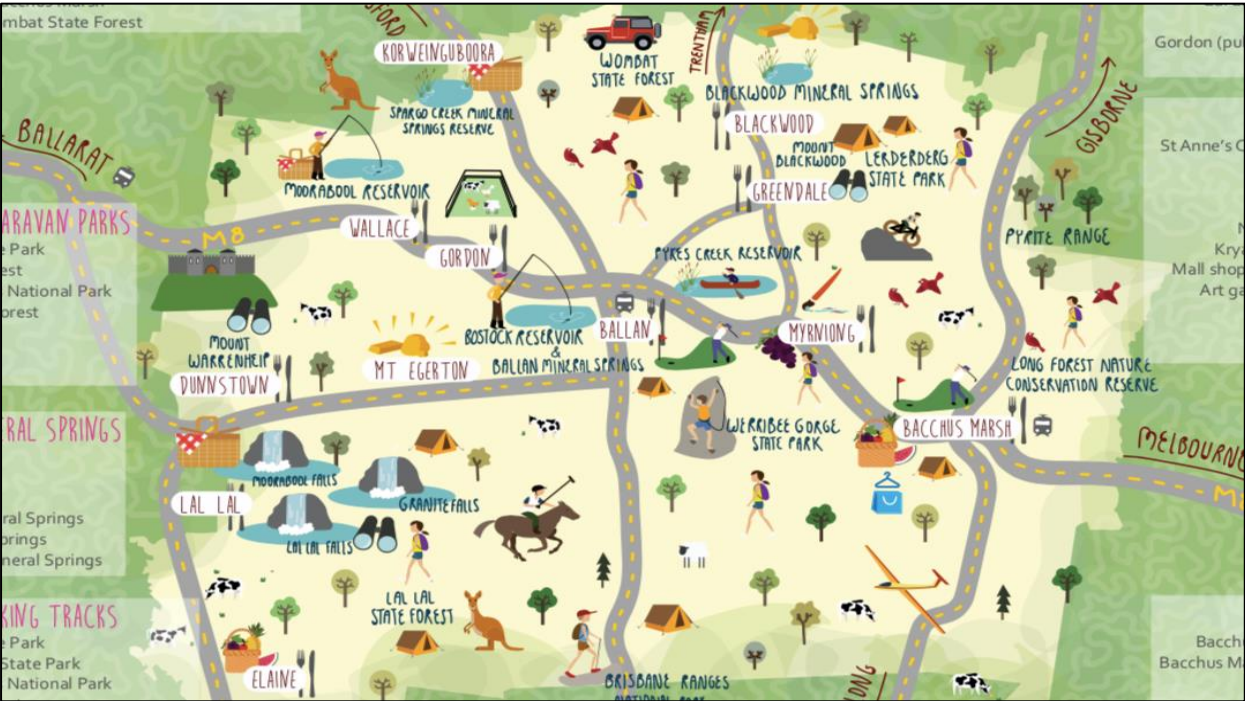 mbat State Forest
KORWEINGUBOORA
WOMBAT
STATE FOREST
TRENTHAM
Gordon (pu
SPARGO CREEK MINERAL
SPRINGS RESERVE
BLACKWOOD MINERAL SPRINGS
BLACKWOOD
GISBORNE
BALLARAT
MOUNT
BLACKWOOD
LERDERDERG
STATE PARK
St Anne's C
MOORABOOL RESERVOIR
GREENDALE
ARAVAN PARKS
e Park
est
National Park
orest
M8
WALLACE
GORDON
PYRITE RANGE
PYKES CREEK RESERVOIR
N
Krya
Mall shop
Art ga
BOSTOCK RESERVOIR
&
BALLAN MINERAL SPRINGS
BALLAN
MYRNIONG
MOUNT
WARRENHEIP
DUNNSTOWN
MT EGERTON
LONG FOREST NATURE
CONSERVATION RESERVE
WERRIBEE GORGE
STATE PARK
BACCHUS MARSH
MELBOURNE
ERAL SPRINGS
MOORABOOL FALLS
GRANITE FALLS
LAL LAL
LAL LAL FALLS
ral Springs
prings
neral Springs
LAL LAL
STATE FOREST
KING TRACKS
e Park
State Park
National Park
ELAINE
BRISBANE RANGES
Bacch
Bacchus Ma